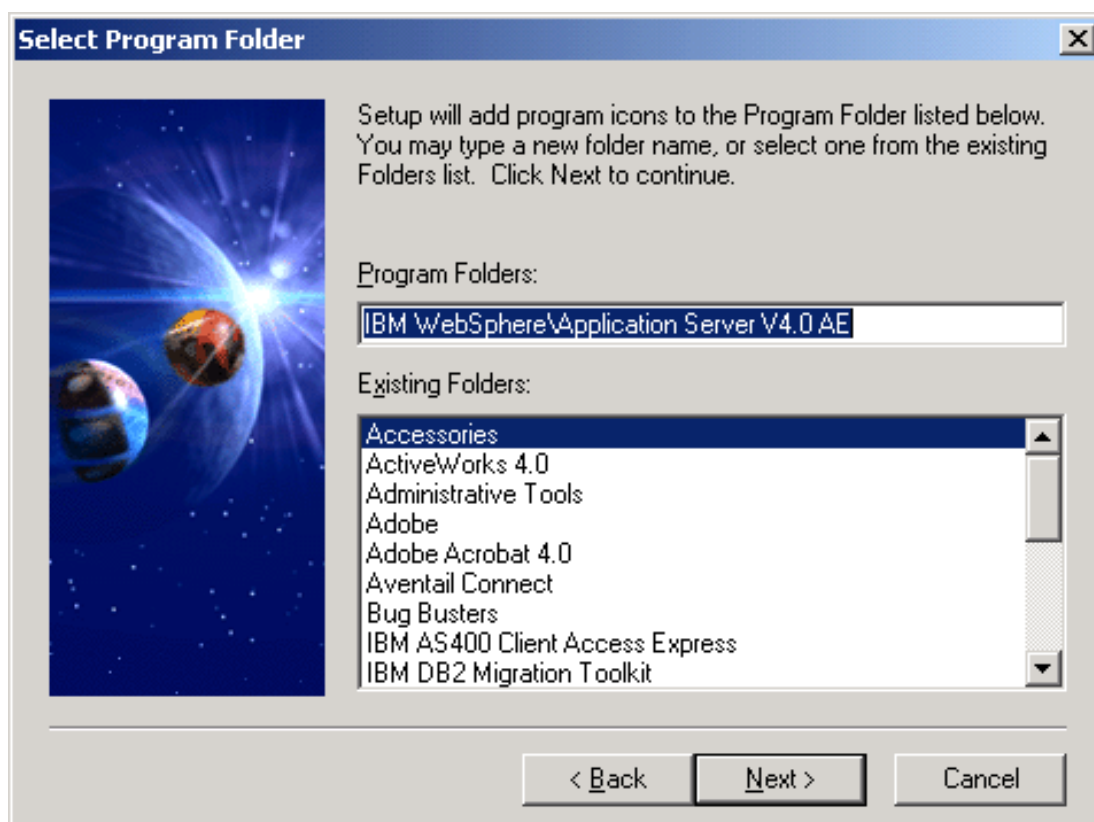 Select Program Folder
Setup will add program icons to the Program Folder listed below.
You may type a new folder name, or select one from the existing
Folders list.  Click Next to continue.
Program Folders:
IBM WebSphere\Application Server V4.0 AE
Existing Folders:
Accessories
ActiveWorks 4.0
Administrative Tools
Adobe
Adobe Acrobat 4.0
Aventail Connect
Bug Busters
IBM AS400 Client Access Express
IBM DB2 Migration Toolkit
< Back
Next >
Cancel